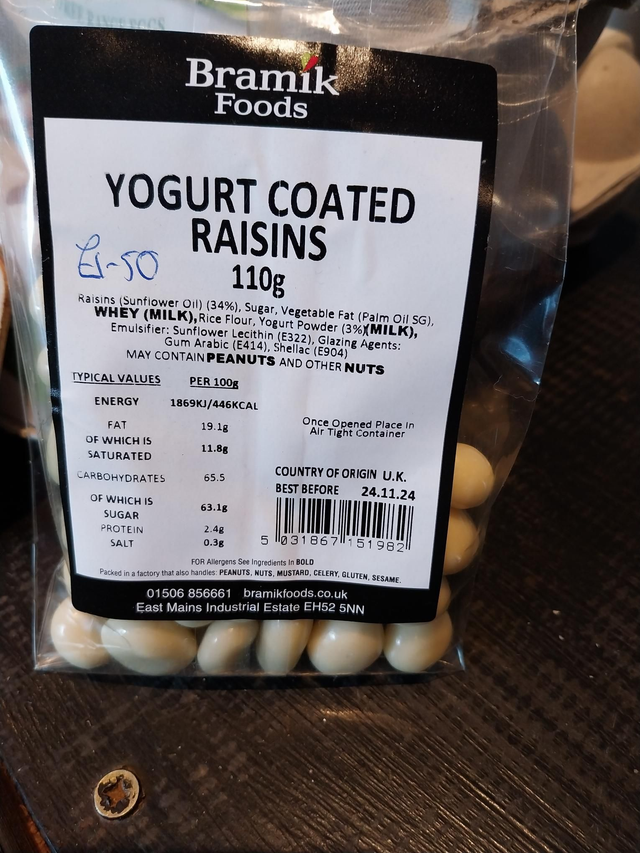 Bramik
Foods
YOGURT COATED
RAISINS
£1-50
110g
Raisins (Sunflower Oil) (34%), Sugar, Vegetable Fat (Palm Oil SG),
WHEY (MILK), Rice Flour, Yogurt Powder (3%)(MILK),
Emulsifier: Sunflower Lecithin (E322), Glazing Agents:
Gum Arabic (E414), Shellac (E904)
MAY CONTAIN PEANUTS AND OTHER NUTS
TYPICAL VALUES PER 100g
ENERGY 1869KJ/446KCAL
FAT 19.1g
OF WHICH IS
SATURATED 11.8g
CARBOHYDRATES 65.5
OF WHICH IS
SUGAR 63.1g
PROTEIN 2.4g
SALT 0.3g
Once Opened Place in
Air Tight Container
COUNTRY OF ORIGIN U.K.
BEST BEFORE 24.11.24
5 031867 151982
FOR Allergens See Ingredients In BOLD
Packed in a factory that also handles: PEANUTS, NUTS, MUSTARD, CELERY, GLUTEN, SESAME.
01506 856661 bramikfoods.co.uk
East Mains Industrial Estate EH52 5NN